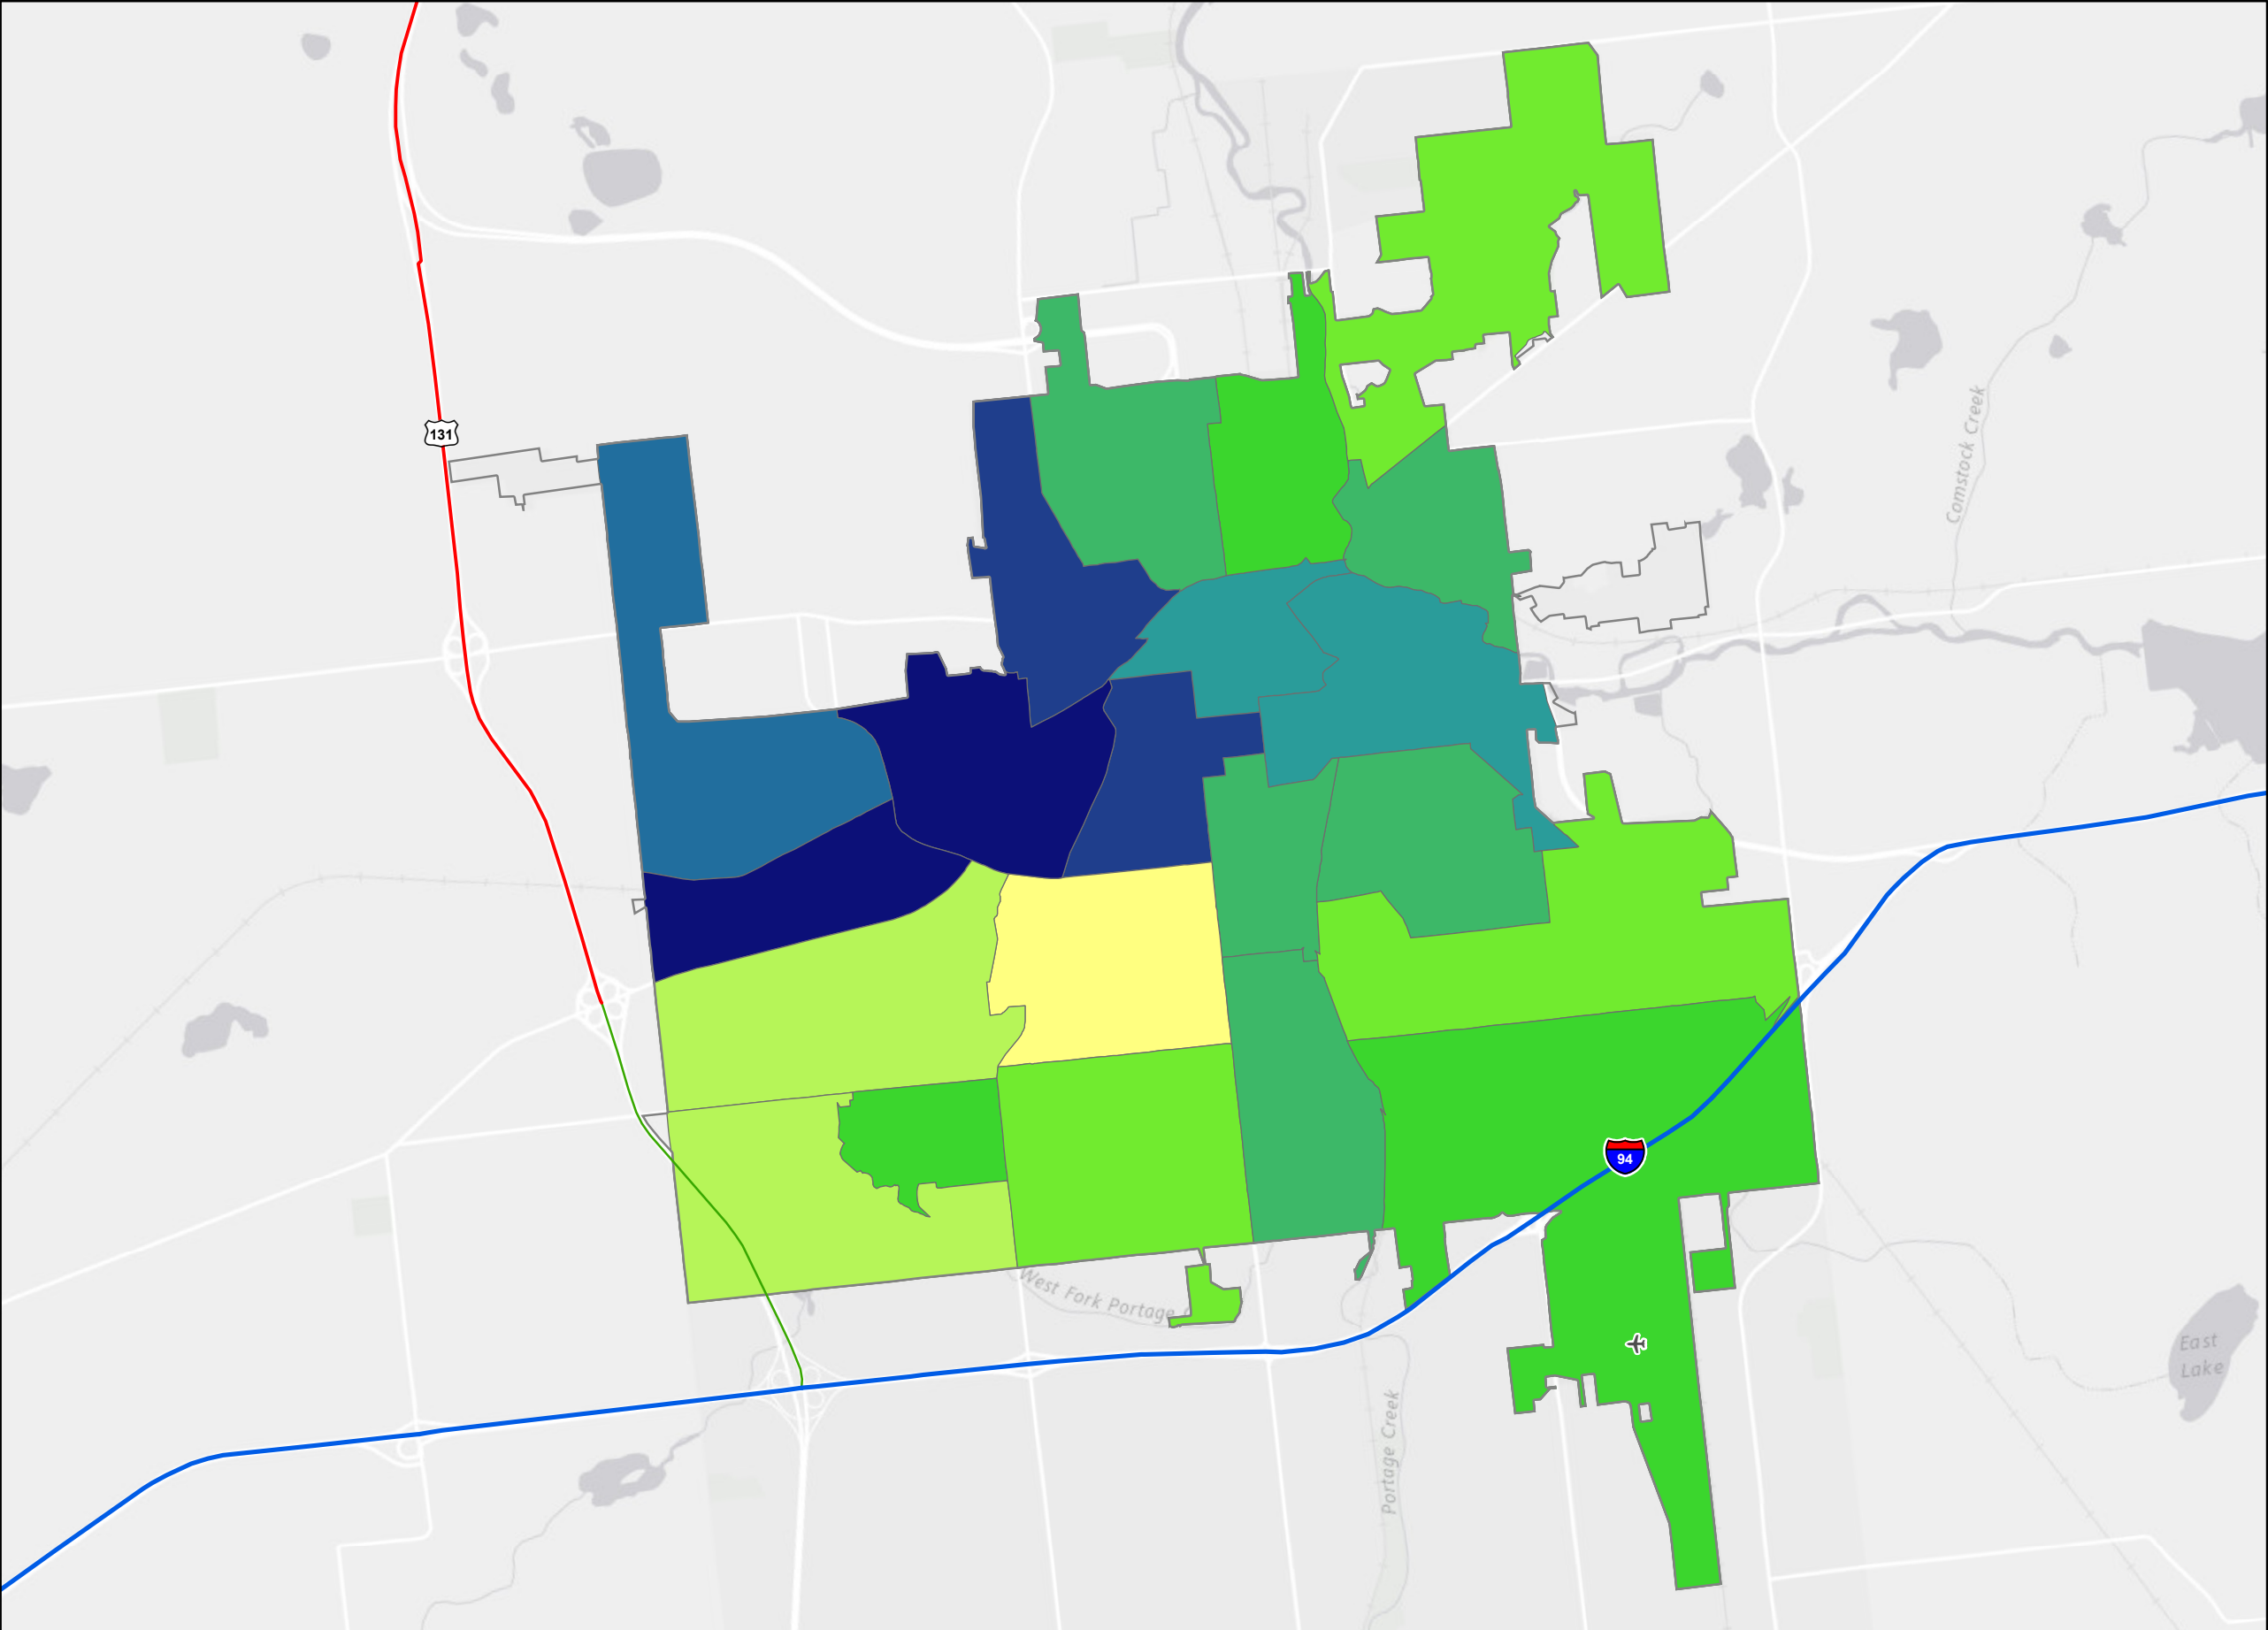 131
Comstock Creek
94
West Fork Portage
East
Lake
Portage Creek